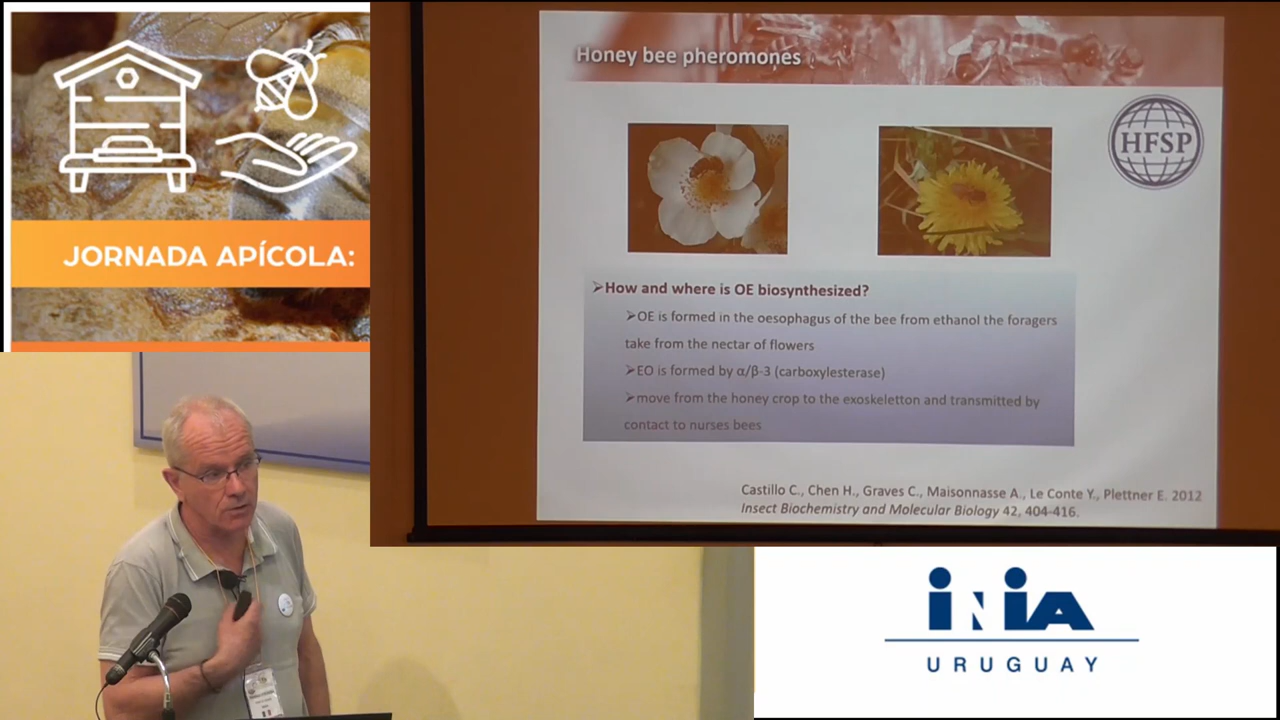 JORNADA APÍCOLA:
Honey bee pheromones
HFSP
➢How and where is OE biosynthesized?
➢OE is formed in the oesophagus of the bee from ethanol the foragers
take from the nectar of flowers
➢EO is formed by α/β-3 (carboxylesterase)
➢move from the honey crop to the exoskeletton and transmitted by
contact to nurses bees
Castillo C., Chen H., Graves C., Maisonnasse A., Le Conte Y., Plettner E. 2012
Insect Biochemistry and Molecular Biology 42, 404-416.
iNiA
URUGUAY